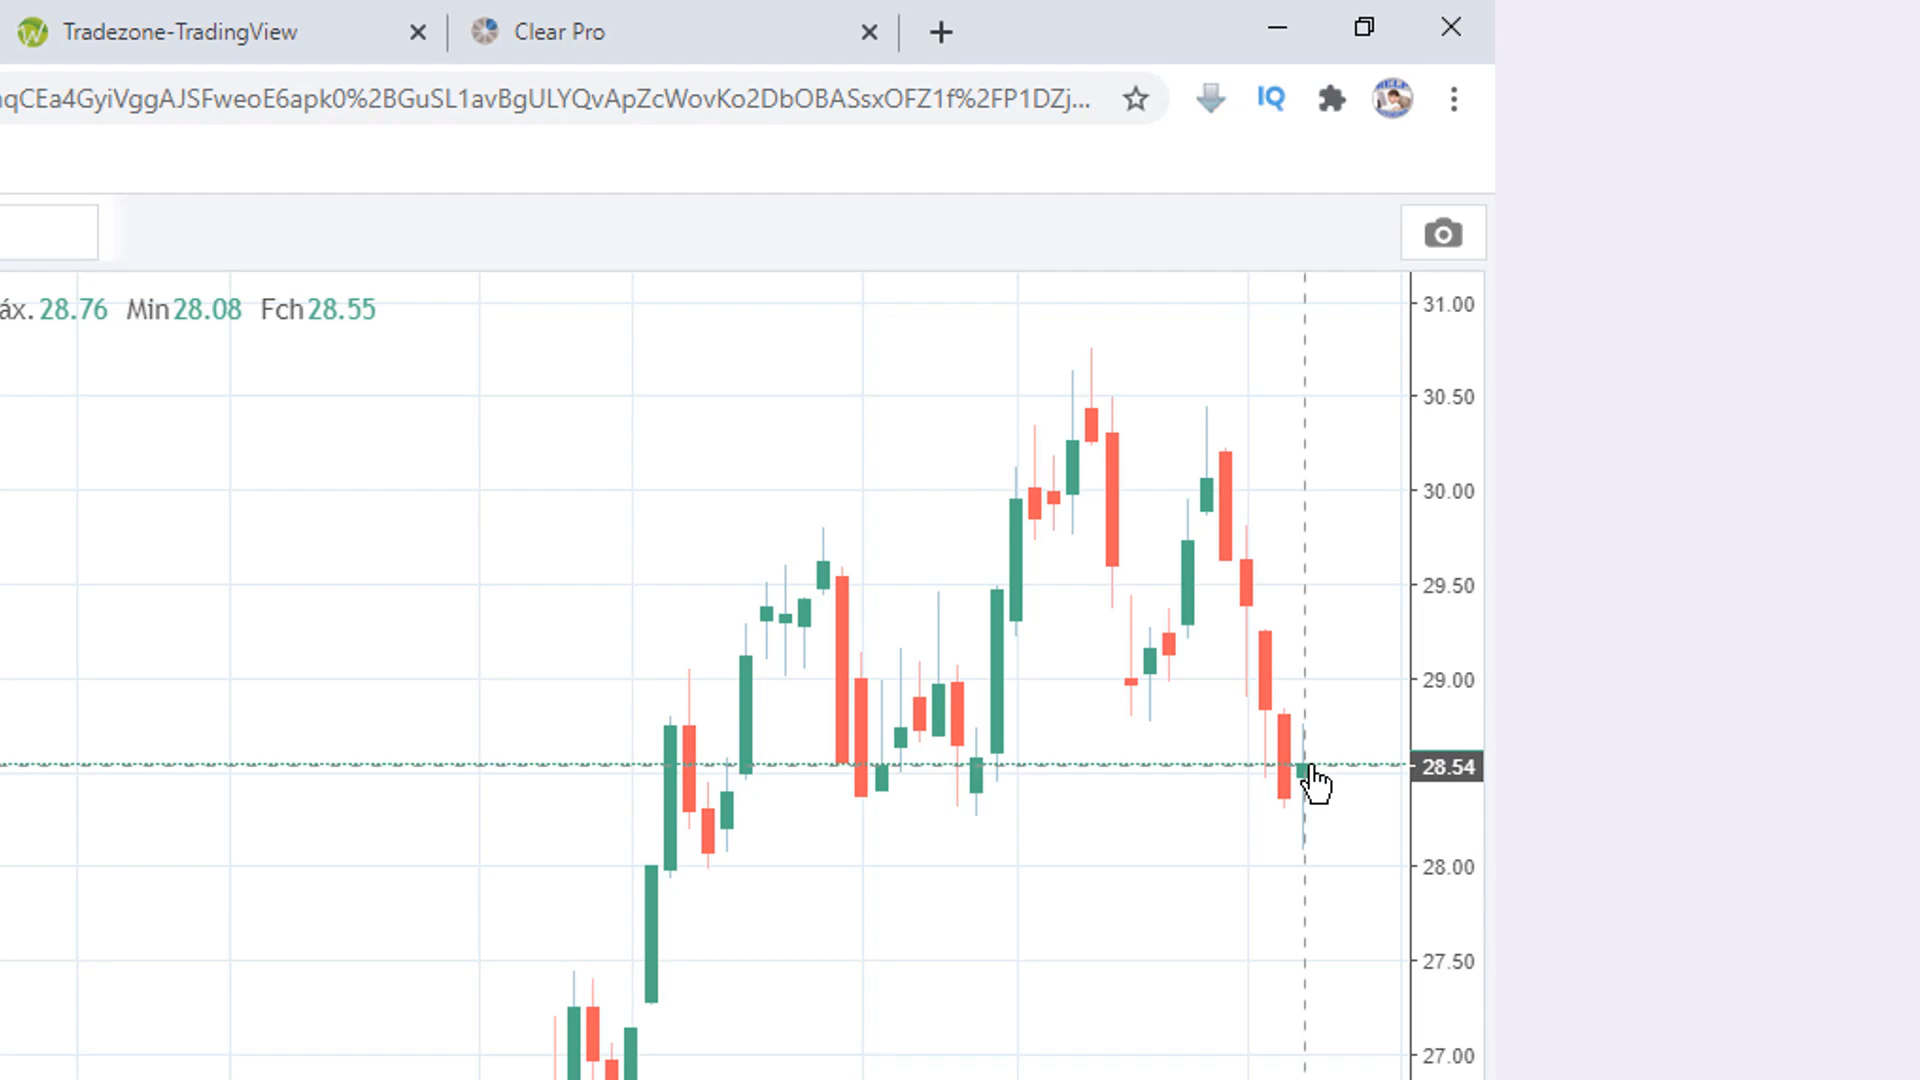 Tradezone-TradingView
Clear Pro
qCEa4GyiVggAJSFweoE6apk0%2BGuSL1avBgULYQvApZcWovKo2DbOBASsxOFZ1f%2FP1DZj...
IQ
áx. 28.76 Min 28.08 Fch 28.55
31.00
30.50
30.00
29.50
29.00
28.54
28.00
27.50
27.00